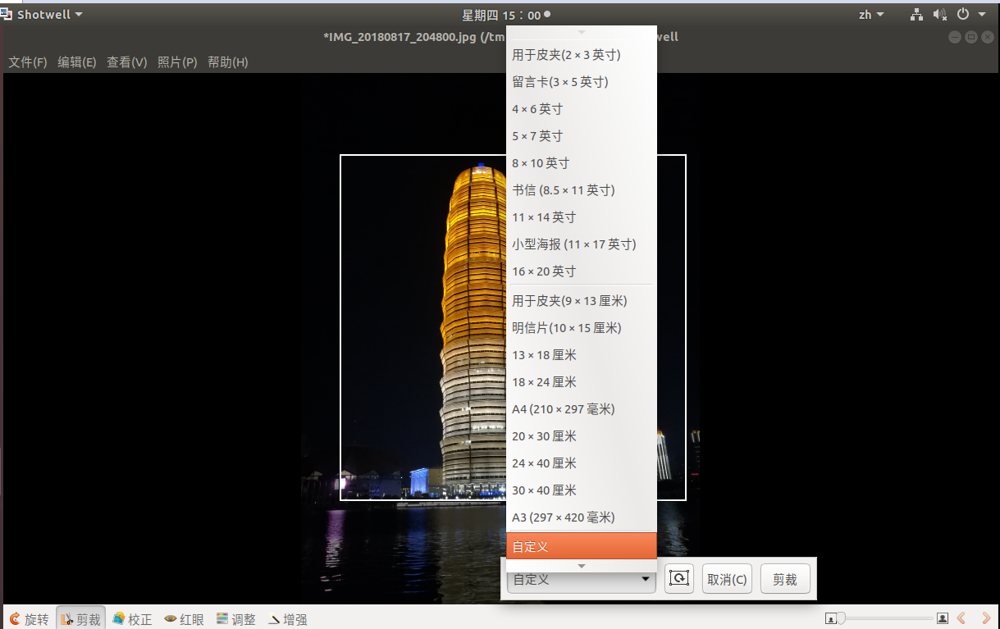 Shotwell
星期四 15：00
zh
*IMG_20180817_204800.jpg (/tm
well
文件(F) 编辑(E) 查看(V) 照片(P) 帮助(H)
用于皮夹(2 × 3 英寸)
留言卡(3 × 5 英寸)
4 × 6 英寸
5 × 7 英寸
8 × 10 英寸
书信 (8.5 × 11 英寸)
11 × 14 英寸
小型海报 (11 × 17 英寸)
16 × 20 英寸
用于皮夹(9 × 13 厘米)
明信片(10 × 15 厘米)
13 × 18 厘米
18 × 24 厘米
A4 (210 × 297 毫米)
20 × 30 厘米
24 × 40 厘米
30 × 40 厘米
A3 (297 × 420 毫米)
自定义
自定义
取消(C)
剪裁
旋转 剪裁 校正 红眼 调整 增强